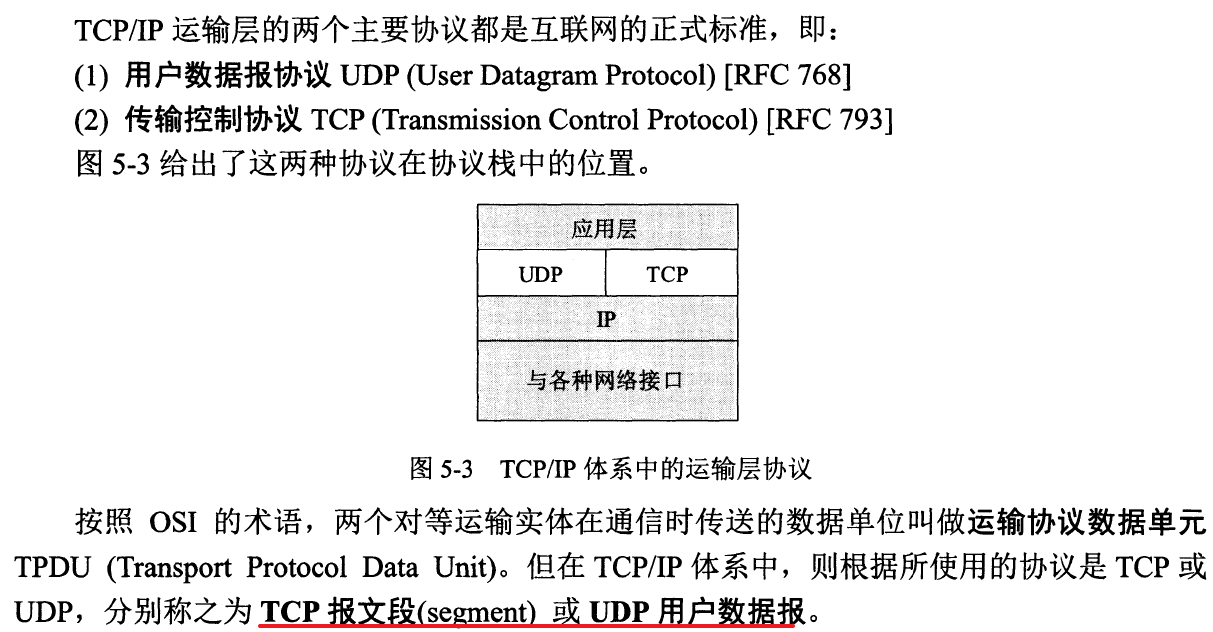 TCP/IP 运输层的两个主要协议都是互联网的正式标准，即：
(1) 用户数据报协议 UDP (User Datagram Protocol) [RFC 768]
(2) 传输控制协议 TCP (Transmission Control Protocol) [RFC 793]
图 5-3 给出了这两种协议在协议栈中的位置。
应用层
UDP TCP
IP
与各种网络接口
图 5-3 TCP/IP 体系中的运输层协议
按照 OSI 的术语，两个对等运输实体在通信时传送的数据单位叫做运输协议数据单元
TPDU (Transport Protocol Data Unit)。但在 TCP/IP 体系中，则根据所使用的协议是 TCP 或
UDP，分别称之为 TCP 报文段(segment) 或 UDP 用户数据报。